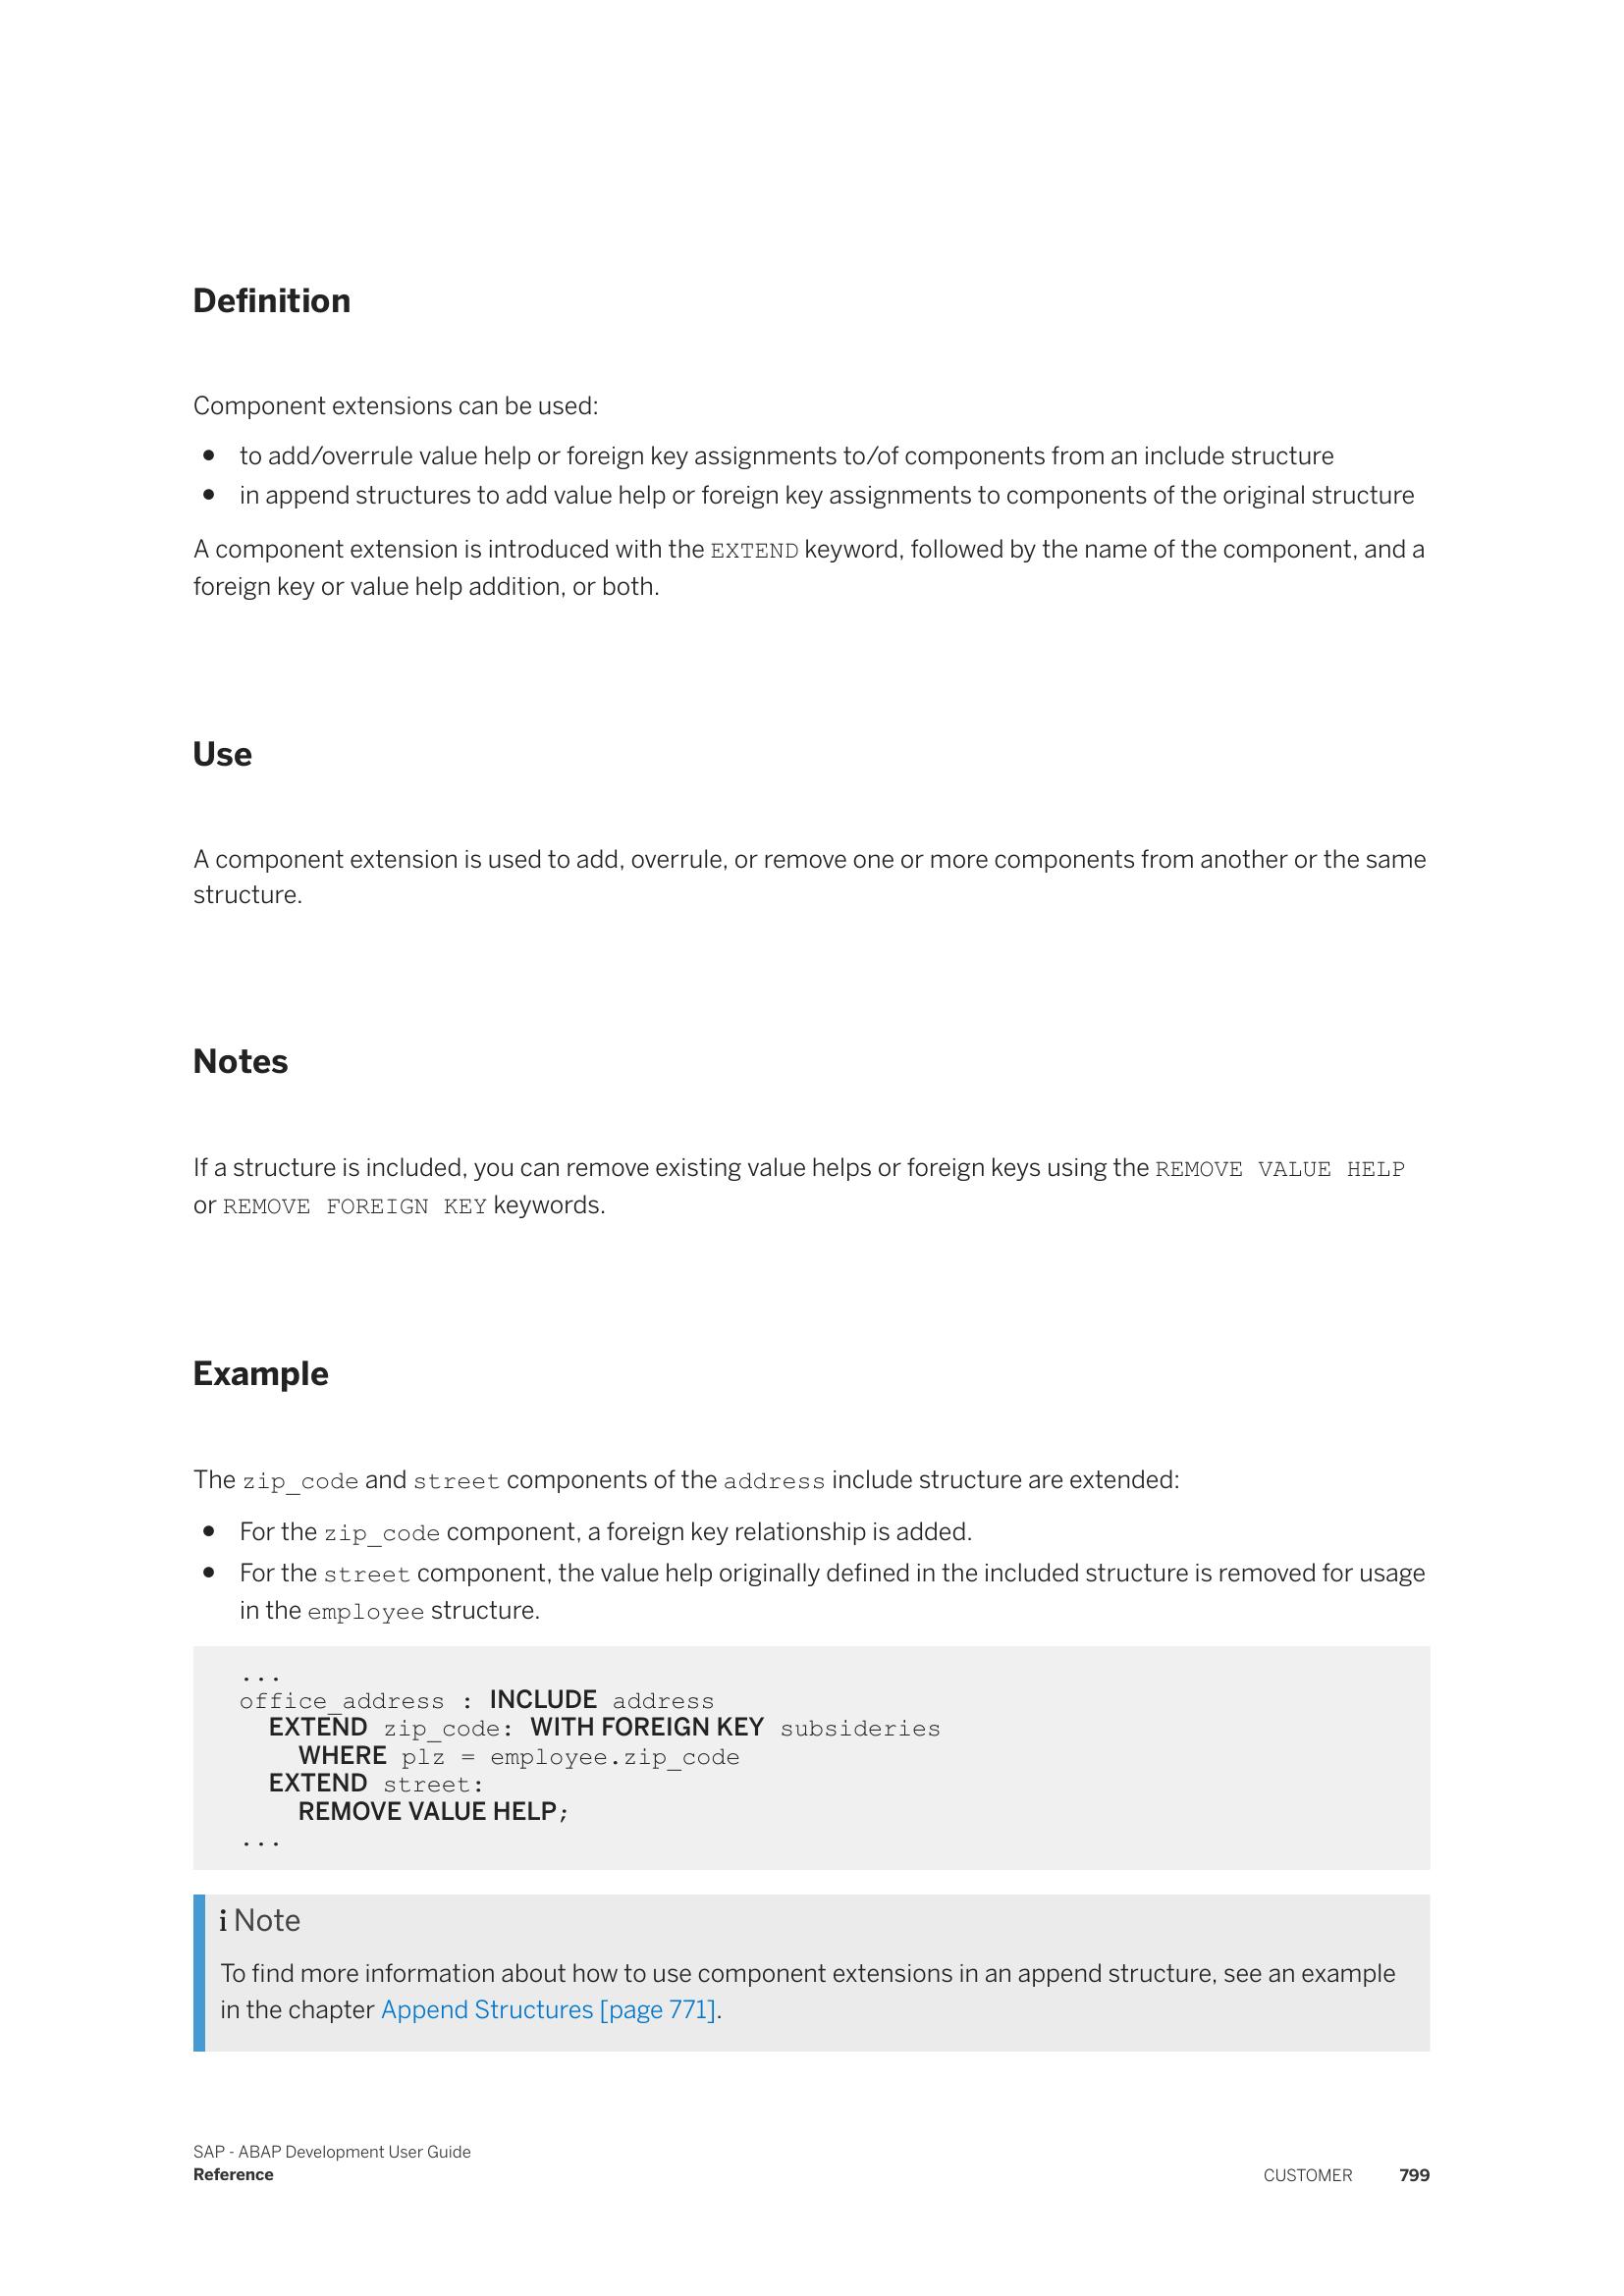 Definition
Component extensions can be used:
● to add/overrule value help or foreign key assignments to/of components from an include structure
● in append structures to add value help or foreign key assignments to components of the original structure
A component extension is introduced with the EXTEND keyword, followed by the name of the component, and a
foreign key or value help addition, or both.
Use
A component extension is used to add, overrule, or remove one or more components from another or the same
structure.
Notes
If a structure is included, you can remove existing value helps or foreign keys using the REMOVE VALUE HELP
or REMOVE FOREIGN KEY keywords.
Example
The zip_code and street components of the address include structure are extended:
● For the zip_code component, a foreign key relationship is added.
● For the street component, the value help originally defined in the included structure is removed for usage
in the employee structure.
...
office_address : INCLUDE address
  EXTEND zip_code: WITH FOREIGN KEY subsideries
    WHERE plz = employee.zip_code
  EXTEND street:
    REMOVE VALUE HELP;
...
i Note
To find more information about how to use component extensions in an append structure, see an example
in the chapter Append Structures [page 771].
SAP - ABAP Development User Guide
Reference
CUSTOMER 799